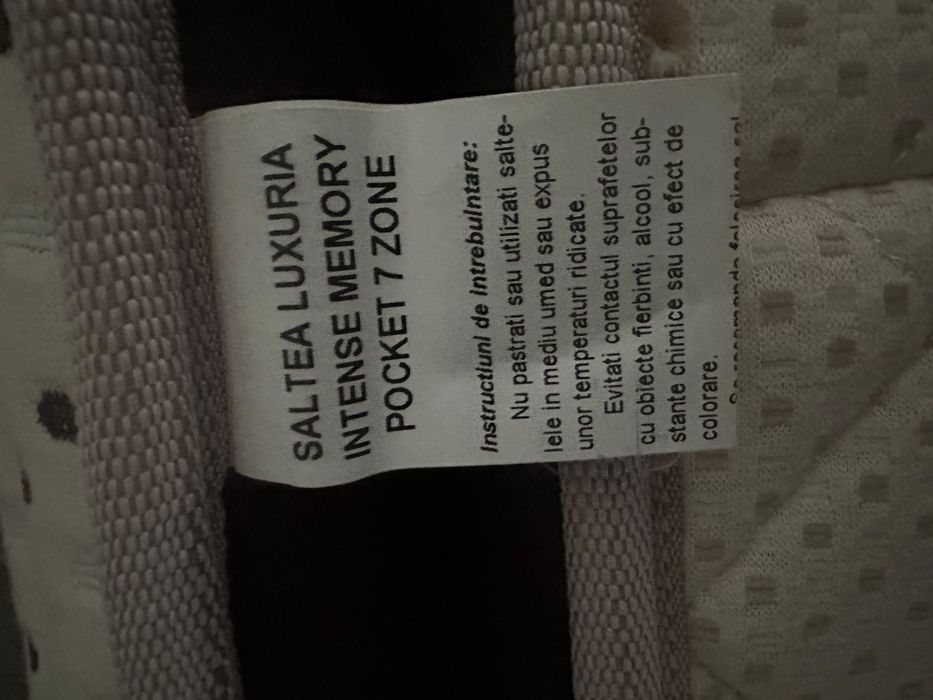 SALTEA LUXURIA
INTENSE MEMORY
POCKET 7 ZONE
Instructiuni de intrebuintare:
Nu pastrati sau utilizati salte-
lele in mediu umed sau expus
unor temperaturi ridicate.
Evitati contactul suprafetelor
cu obiecte fierbinti, alcool, sub-
stante chimice sau cu efect de
colorare.